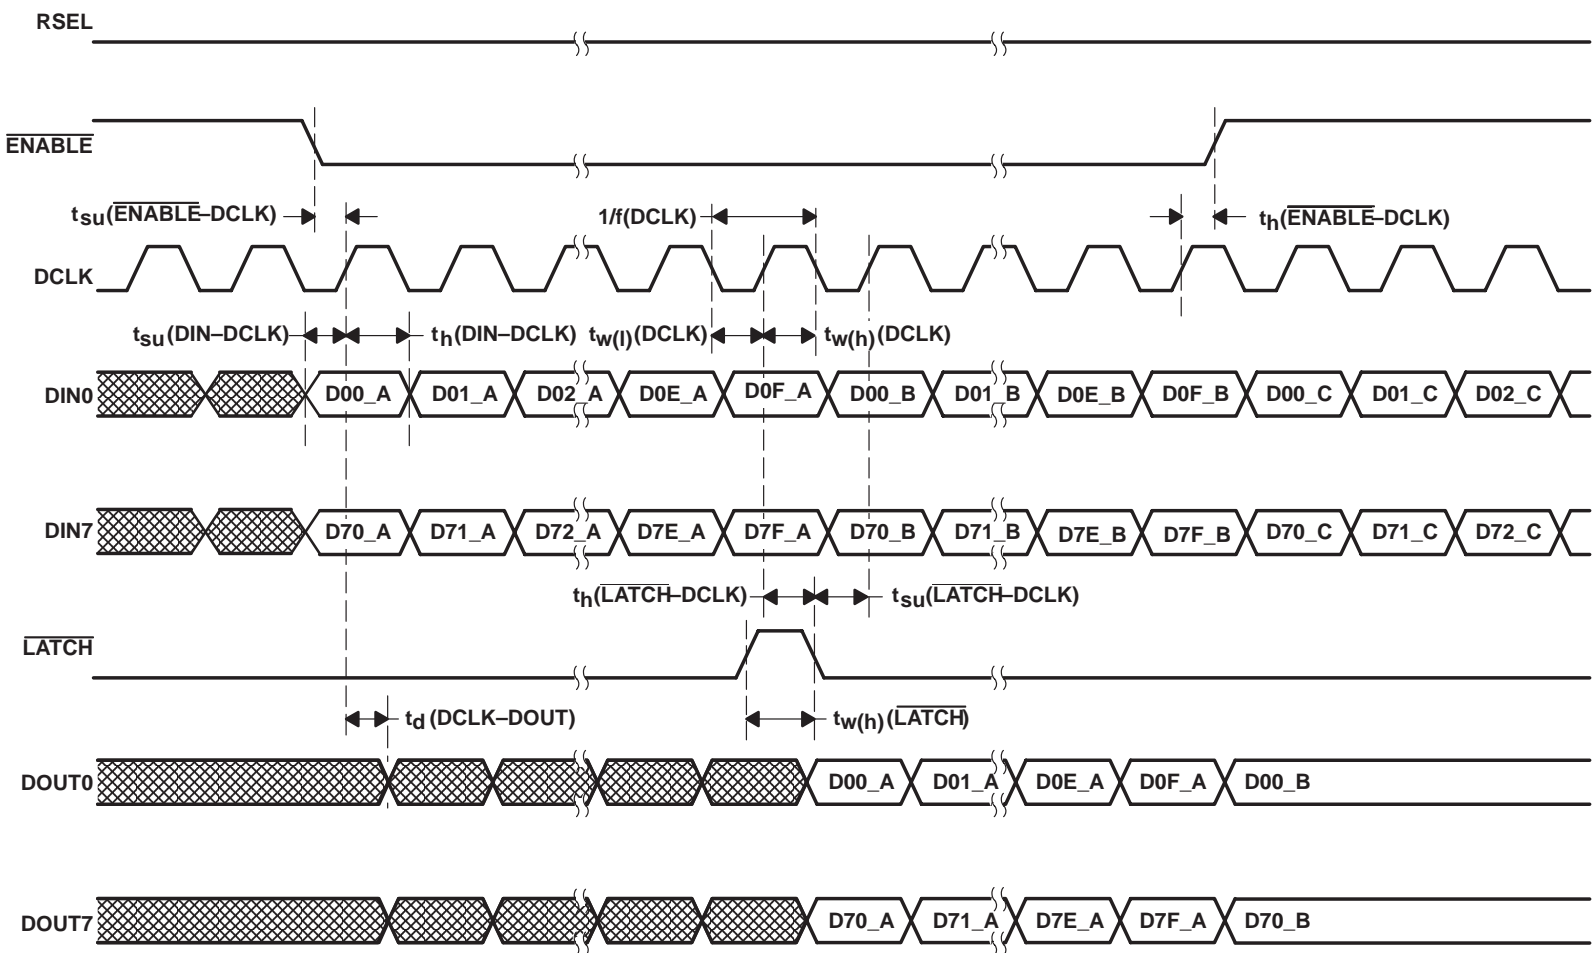 RSEL
ENABLE
tsu(ENABLE–DCLK) 1/f(DCLK) th(ENABLE–DCLK)
DCLK
tsu(DIN–DCLK) th(DIN–DCLK) tw(l)(DCLK) tw(h)(DCLK)
DIN0 D00_A D01_A D02_A D0E_A D0F_A D00_B D01_B D0E_B D0F_B D00_C D01_C D02_C
DIN7 D70_A D71_A D72_A D7E_A D7F_A D70_B D71_B D7E_B D7F_B D70_C D71_C D72_C
th(LATCH–DCLK) tsu(LATCH–DCLK)
LATCH
td(DCLK–DOUT) tw(h)(LATCH)
DOUT0 D00_A D01_A D0E_A D0F_A D00_B
DOUT7 D70_A D71_A D7E_A D7F_A D70_B